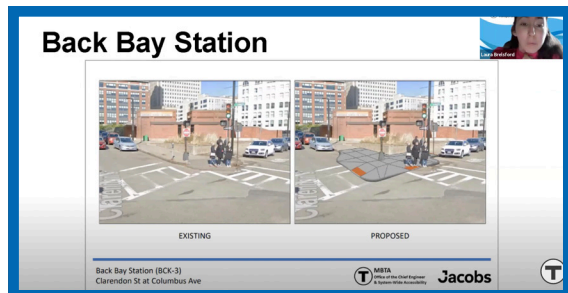 Back Bay Station
Laura Brelsford
EXISTING
PROPOSED
Back Bay Station (BCK-3)
Clarendon St at Columbus Ave
T
MBTA
Office of the Chief Engineer
& System-Wide Accessibility
Jacobs
T